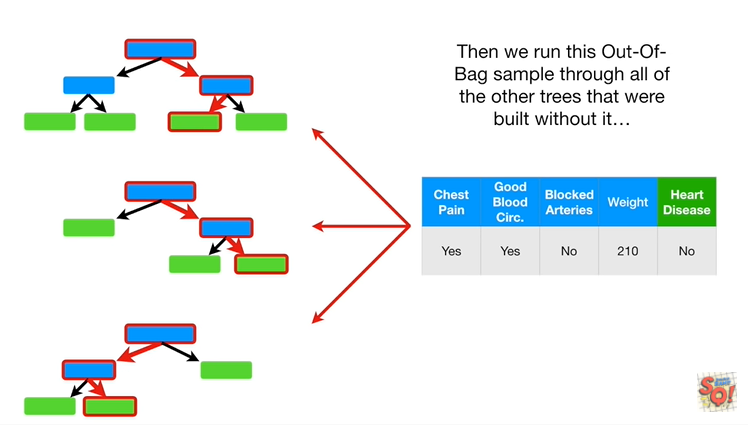 Then we run this Out-Of-
Bag sample through all of
the other trees that were
built without it…
Chest Pain
Good Blood Circ.
Blocked Arteries
Weight
Heart Disease
Yes
Yes
No
210
No
SQ!